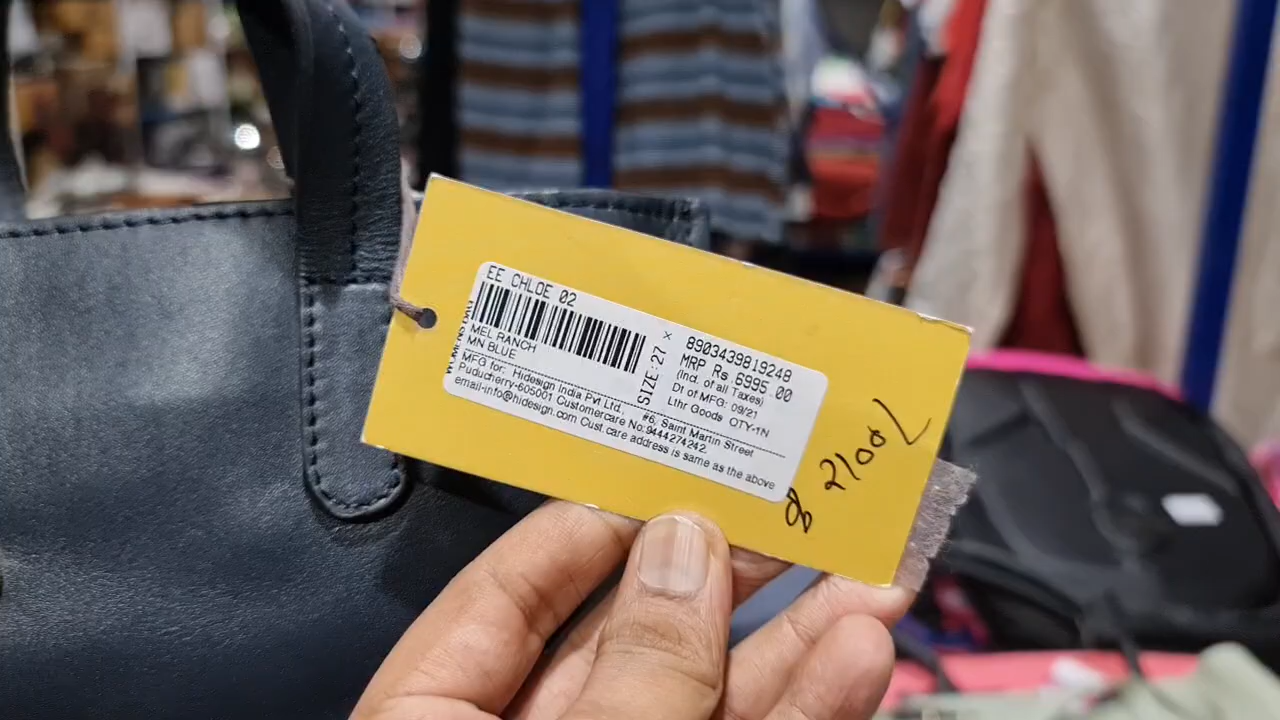 EE CHLOE 02
MEL RANCH
MN BLUE
SIZE:27
8903439819248
MRP Rs.6995.00
(Incl. of all Taxes)
Dt of MFG: 09/21
Lthr Goods QTY-1N
MFG for: Hidesign India Pvt.Ltd., #6, Saint Martin Street
Puducherry-605001 Customercare No:9444274242.
email-info@hidesign.com Cust.care address is same as the above
2100